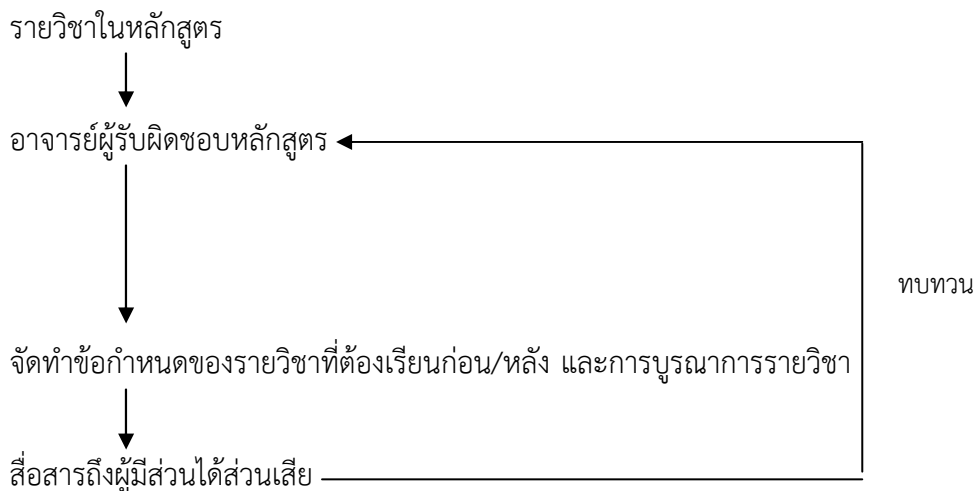 รายวิชาในหลักสูตร
อาจารย์ผู้รับผิดชอบหลักสูตร
ทบทวน
จัดทำข้อกำหนดของรายวิชาที่ต้องเรียนก่อน/หลัง และการบูรณาการรายวิชา
สื่อสารถึงผู้มีส่วนได้ส่วนเสีย